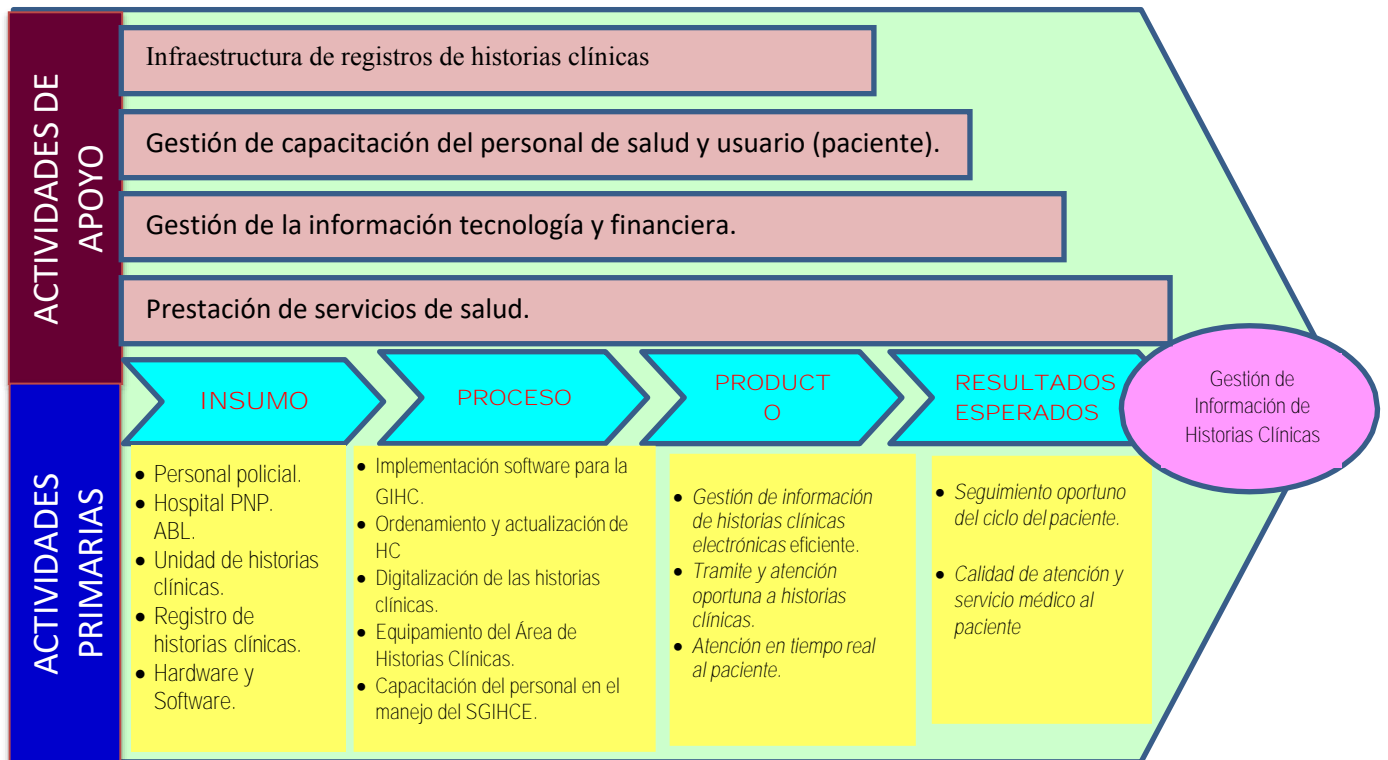 ACTIVIDADES DE
APOYO
Infraestructura de registros de historias clínicas
Gestión de capacitación del personal de salud y usuario (paciente).
Gestión de la información tecnología y financiera.
Prestación de servicios de salud.
ACTIVIDADES
PRIMARIAS
INSUMO
• Personal policial.
• Hospital PNP.
ABL.
• Unidad de historias
clínicas.
• Registro de
historias clínicas.
• Hardware y
Software.
PROCESO
• Implementación software para la
GIHC.
• Ordenamiento y actualización de
HC
• Digitalización de las historias
clínicas.
• Equipamiento del Área de
Historias Clínicas.
• Capacitación del personal en el
manejo del SGIHCE.
PRODUCT
O
• Gestión de información
de historias clínicas
electrónicas eficiente.
• Tramite y atención
oportuna a historias
clínicas.
• Atención en tiempo real
al paciente.
RESULTADOS
ESPERADOS
• Seguimiento oportuno
del ciclo del paciente.
• Calidad de atención y
servicio médico al
paciente
Gestión de
Información de
Historias Clínicas